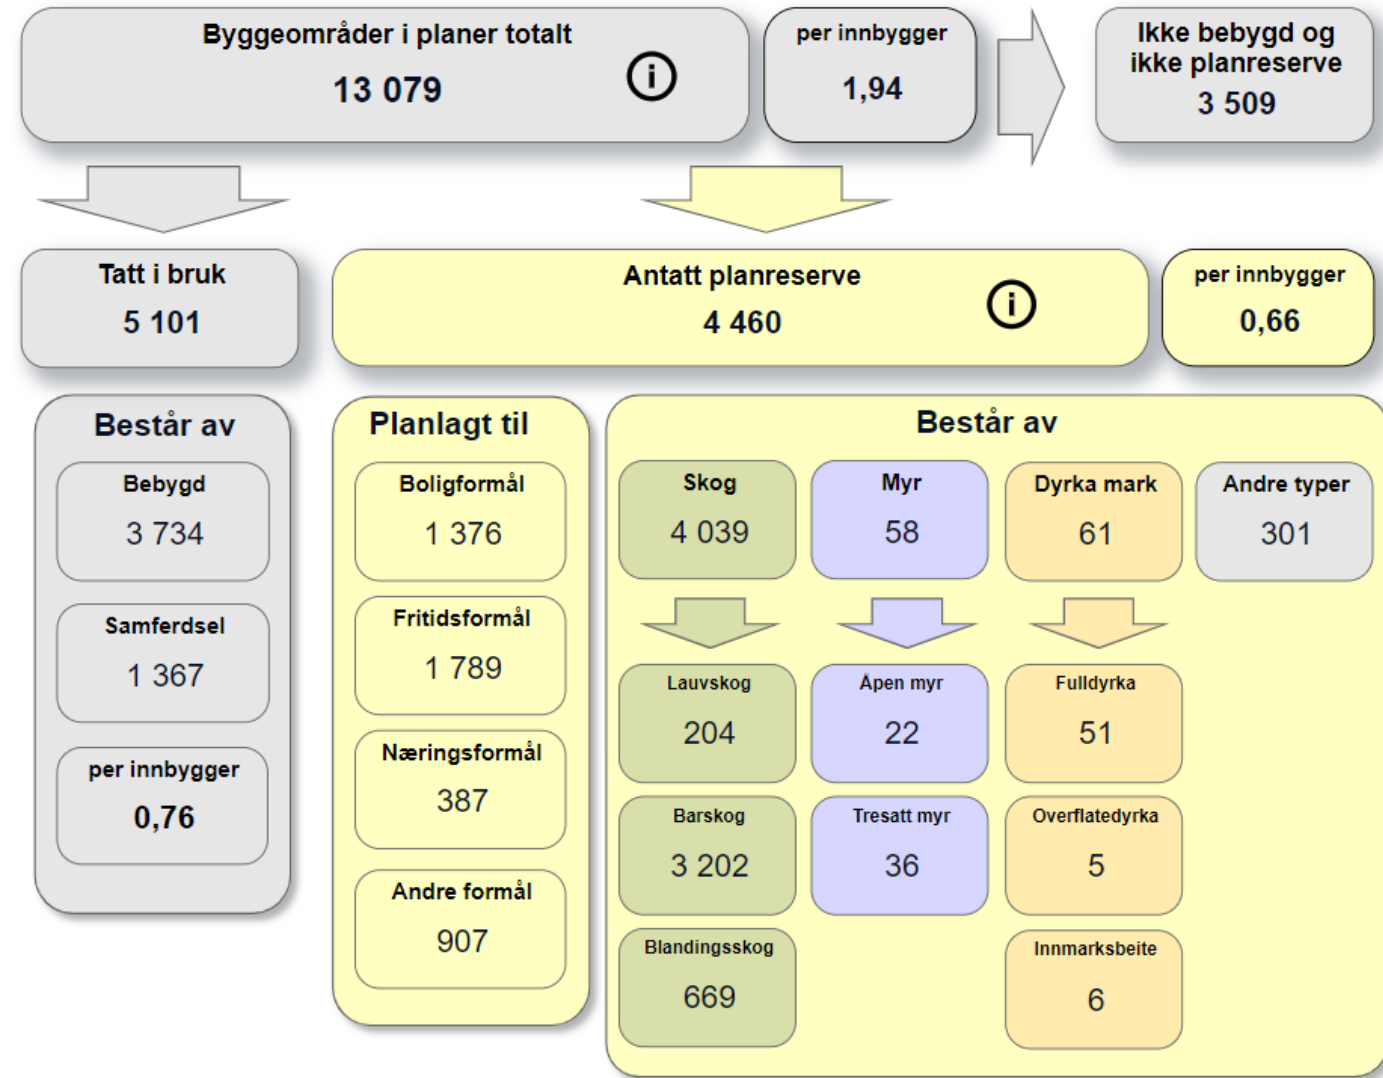 Byggeområder i planer totalt
13 079
i
per innbygger
1,94
Ikke bebygd og
ikke planreserve
3 509
Tatt i bruk
5 101
Antatt planreserve
4 460
i
per innbygger
0,66
Består av
Bebygd
3 734
Samferdsel
1 367
per innbygger
0,76
Planlagt til
Boligformål
1 376
Fritidsformål
1 789
Næringsformål
387
Andre formål
907
Består av
Skog
4 039
Myr
58
Dyrka mark
61
Andre typer
301
Lauvskog
204
Åpen myr
22
Fulldyrka
51
Barskog
3 202
Tresatt myr
36
Overflatedyrka
5
Blandingsskog
669
Innmarksbeite
6